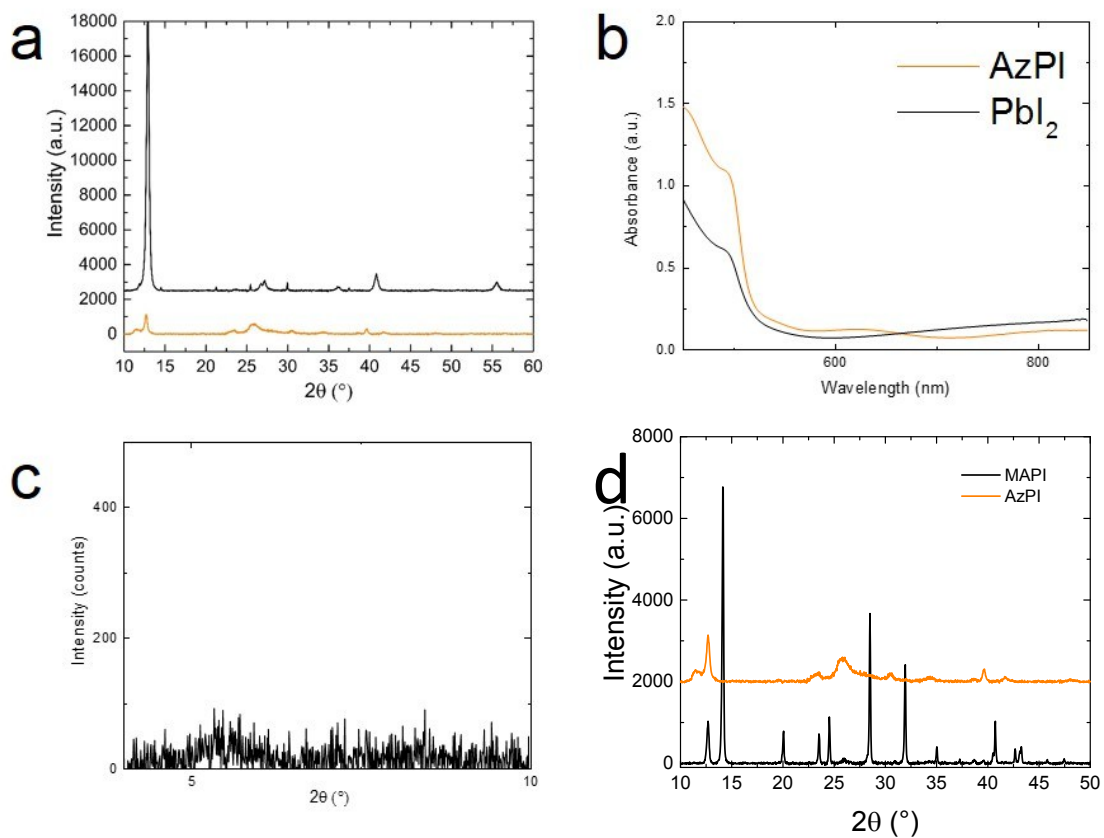 a
18000
16000
14000
12000
10000
8000
6000
4000
2000
0
Intensity (a.u.)
10 15 20 25 30 35 40 45 50 55 60
2θ (°)
b
2.0
1.5
1.0
0.5
0.0
Absorbance (a.u.)
AzPI
PbI₂
600 800
Wavelength (nm)
c
400
200
0
Intensity (counts)
5 10
2θ (°)
d
8000
6000
4000
2000
0
Intensity (a.u.)
MAPI
AzPI
10 15 20 25 30 35 40 45 50
2θ (°)